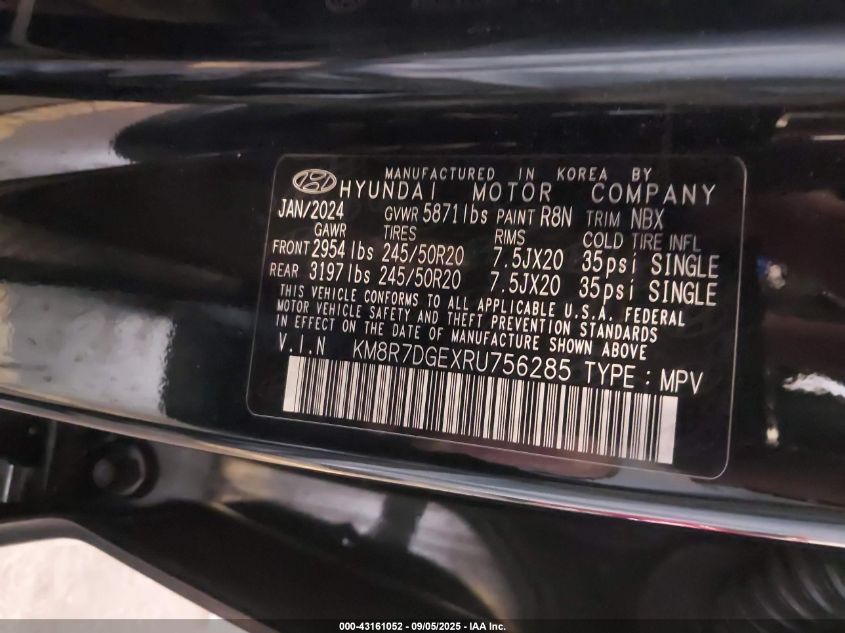 MANUFACTURED IN KOREA BY
HYUNDAI MOTOR COMPANY
JAN/2024 GVWR 5871 lbs PAINT R8N TRIM NBX
GAWR TIRES RIMS COLD TIRE INFL
FRONT 2954 lbs 245/50R20 7.5JX20 35psi SINGLE
REAR 3197 lbs 245/50R20 7.5JX20 35psi SINGLE
THIS VEHICLE CONFORMS TO ALL APPLICABLE U.S.A. FEDERAL
MOTOR VEHICLE SAFETY AND THEFT PREVENTION STANDARDS
IN EFFECT ON THE DATE OF MANUFACTURE SHOWN ABOVE
V.I.N KM8R7DGEXRU756285 TYPE : MPV
000-43161052 - 09/05/2025 - IAA Inc.